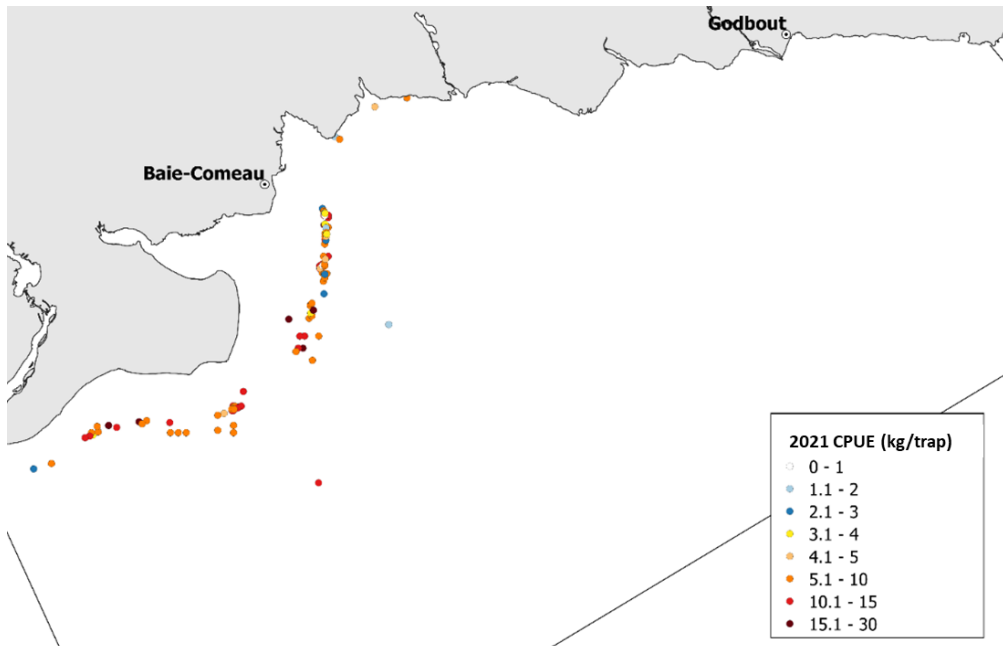 Godbout
Baie-Comeau
2021 CPUE (kg/trap)
0 - 1
1.1 - 2
2.1 - 3
3.1 - 4
4.1 - 5
5.1 - 10
10.1 - 15
15.1 - 30